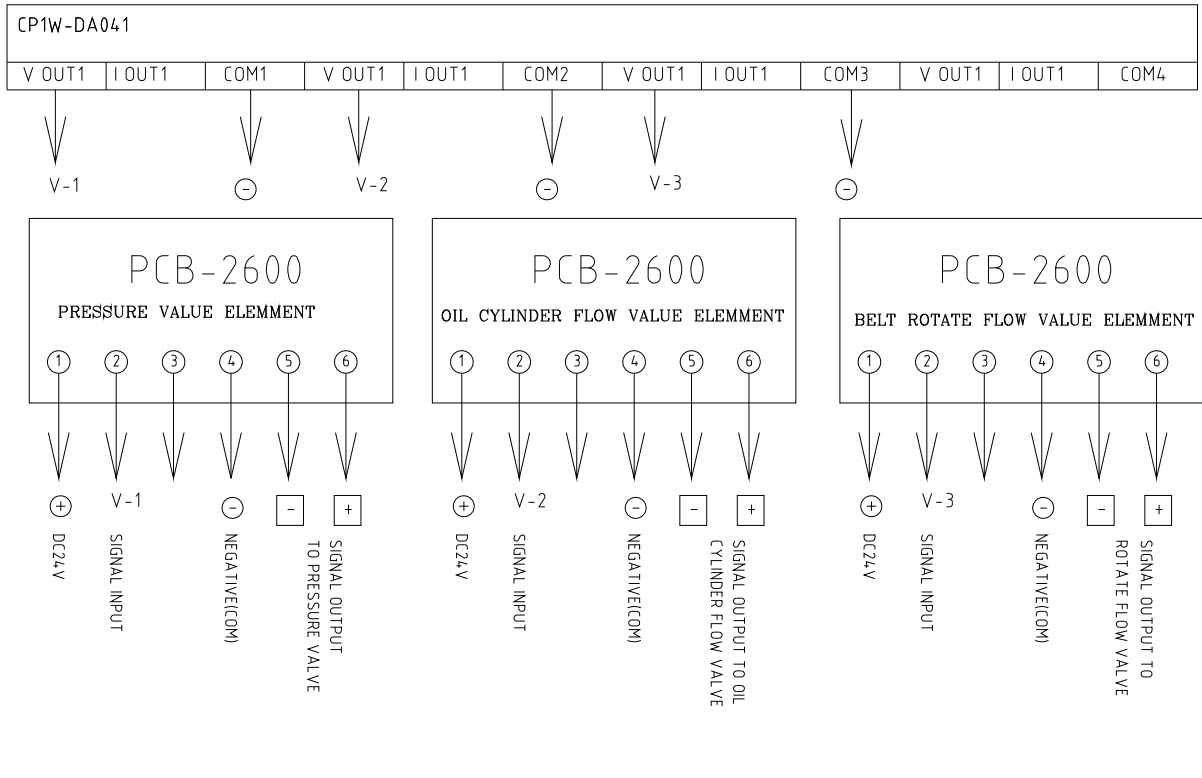 CP1W-DA041
V OUT1 I OUT1 COM1 V OUT1 I OUT1 COM2 V OUT1 I OUT1 COM3 V OUT1 I OUT1 COM4
V-1 - V-2 - V-3 -
PCB-2600
PRESSURE VALUE ELEMMENT
1 2 3 4 5 6
+ V-1 - - +
DC24V
SIGNAL INPUT
NEGATIVE(COM)
SIGNAL OUTPUT
TO PRESSURE VALVE
PCB-2600
OIL CYLINDER FLOW VALUE ELEMMENT
1 2 3 4 5 6
+ V-2 - - +
DC24V
SIGNAL INPUT
NEGATIVE(COM)
SIGNAL OUTPUT TO OIL
CYLINDER FLOW VALVE
PCB-2600
BELT ROTATE FLOW VALUE ELEMMENT
1 2 3 4 5 6
+ V-3 - - +
DC24V
SIGNAL INPUT
NEGATIVE(COM)
SIGNAL OUTPUT TO
ROTATE FLOW VALVE